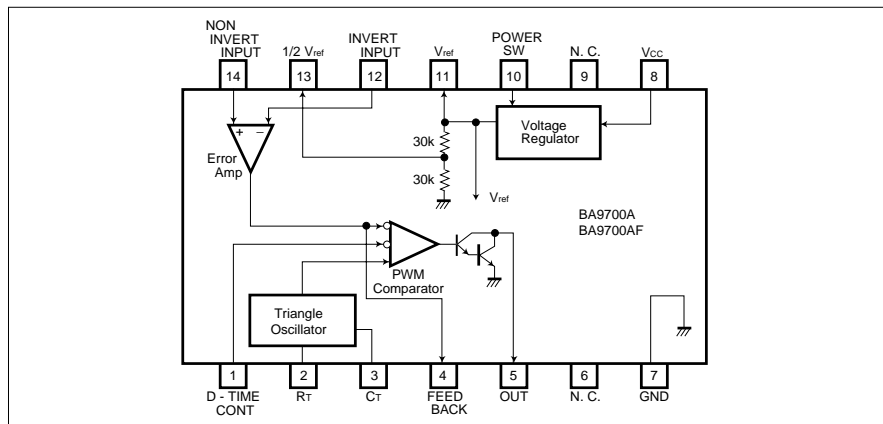 NON
INVERT
INPUT
1/2 Vref
INVERT
INPUT
Vref
POWER
SW
N. C.
VCC
14
13
12
11
10
9
8
+ −
Error
Amp
30k
30k
Voltage
Regulator
Vref
BA9700A
BA9700AF
PWM
Comparator
Triangle
Oscillator
1
2
3
4
5
6
7
D - TIME
CONT
RT
CT
FEED
BACK
OUT
N. C.
GND